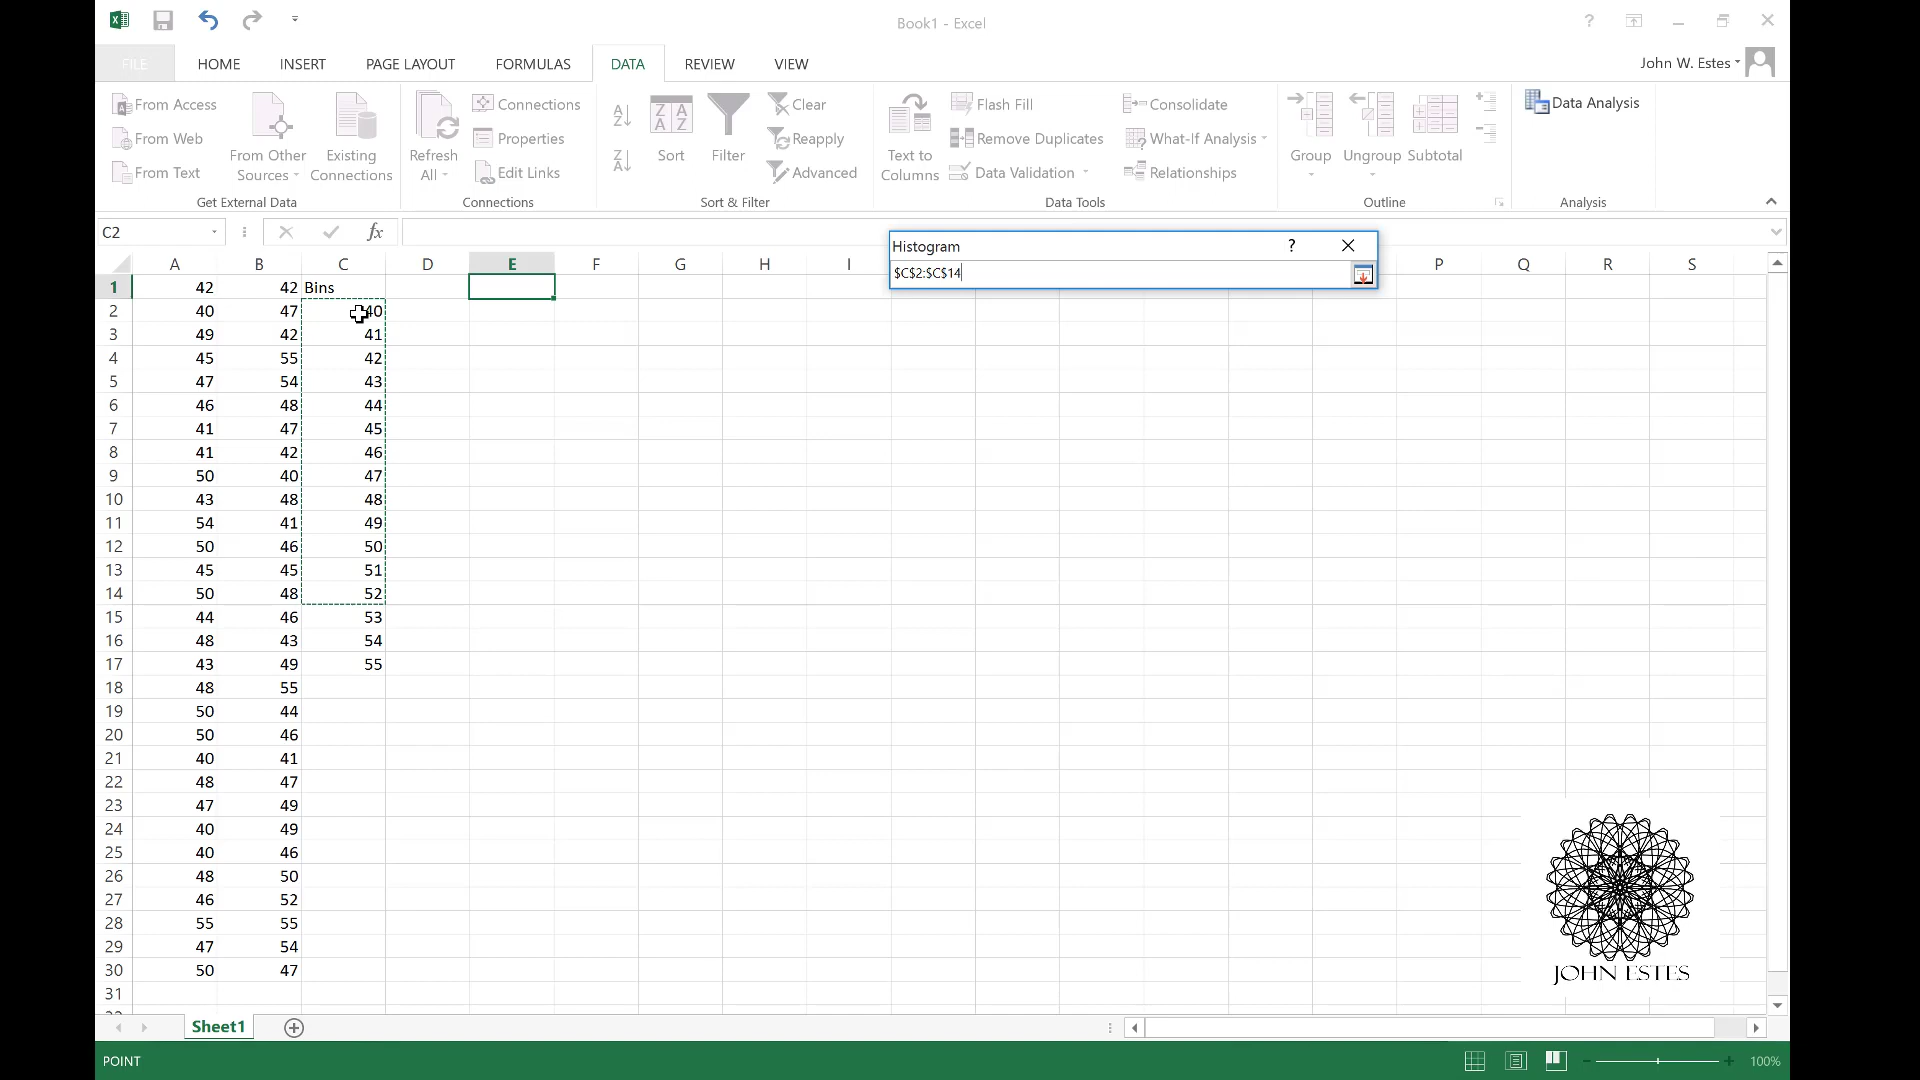 Book1 - Excel
?
FILE HOME INSERT PAGE LAYOUT FORMULAS DATA REVIEW VIEW
John W. Estes
From Access
From Web
From Text
From Other
Sources
Existing
Connections
Get External Data
Refresh
All
Connections
Properties
Edit Links
Connections
Sort
Filter
Clear
Reapply
Advanced
Sort & Filter
Text to
Columns
Flash Fill
Remove Duplicates
Data Validation
Consolidate
What-If Analysis
Relationships
Data Tools
Group
Ungroup
Subtotal
Outline
Data Analysis
Analysis
C2
fx
Histogram ?
$C$2:$C$14
A B C D E F G H I P Q R S
1 42 42 Bins
2 40 47 40
3 49 42 41
4 45 55 42
5 47 54 43
6 46 48 44
7 41 47 45
8 41 42 46
9 50 40 47
10 43 48 48
11 54 41 49
12 50 46 50
13 45 45 51
14 50 48 52
15 44 46 53
16 48 43 54
17 43 49 55
18 48 55
19 50 44
20 50 46
21 40 41
22 48 47
23 47 49
24 40 49
25 40 46
26 48 50
27 46 52
28 55 55
29 47 54
30 50 47
31
JOHN ESTES
Sheet1
POINT
100%